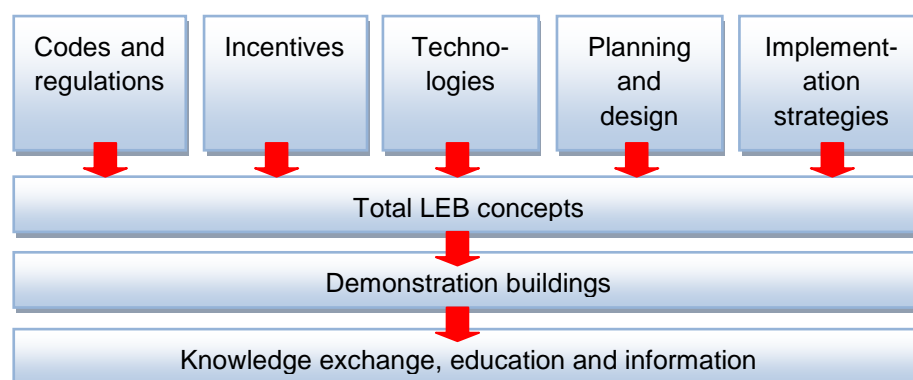 Codes and
regulations
Incentives
Techno-
logies
Planning
and
design
Implement-
ation
strategies
Total LEB concepts
Demonstration buildings
Knowledge exchange, education and information